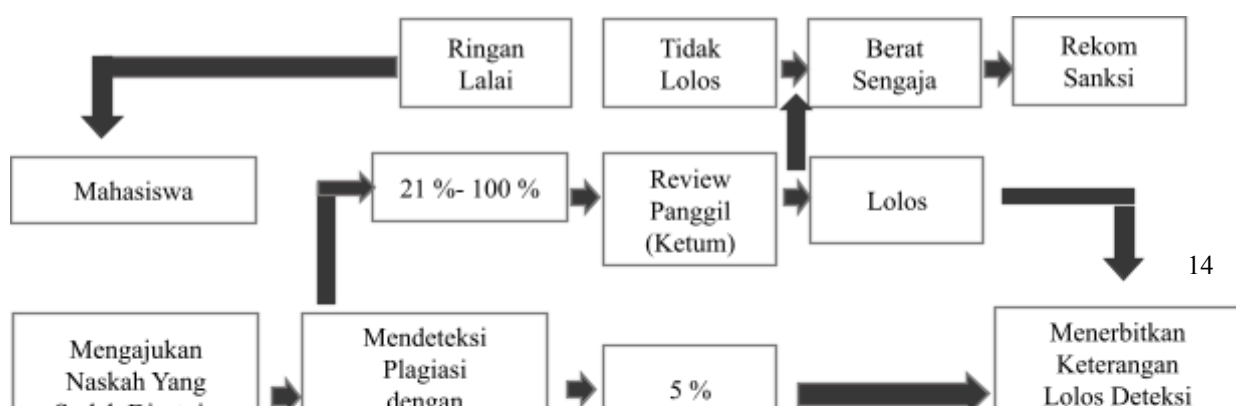 Ringan
Lalai
Tidak
Lolos
Berat
Sengaja
Rekom
Sanksi
Mahasiswa
21 %- 100 %
Review
Panggil
(Ketum)
Lolos
14
Mengajukan
Naskah Yang
Mendeteksi
Plagiasi
dengan
5 %
Menerbitkan
Keterangan
Lolos Deteksi